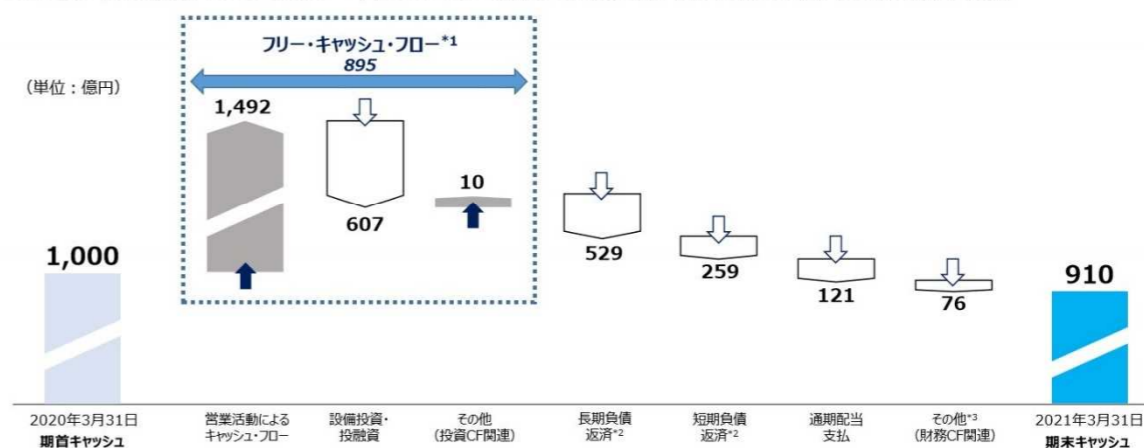 フリー・キャッシュ・フロー*1
895
（単位：億円）
1,492
10
607
529
1,000
259
121
76
910
2020年3月31日
期首キャッシュ
営業活動による
キャッシュ・フロー
設備投資・
投融資
その他
（投資CF関連）
長期負債
返済*2
短期負債
返済*2
通期配当
支払
その他*3
（財務CF関連）
2021年3月31日
期末キャッシュ